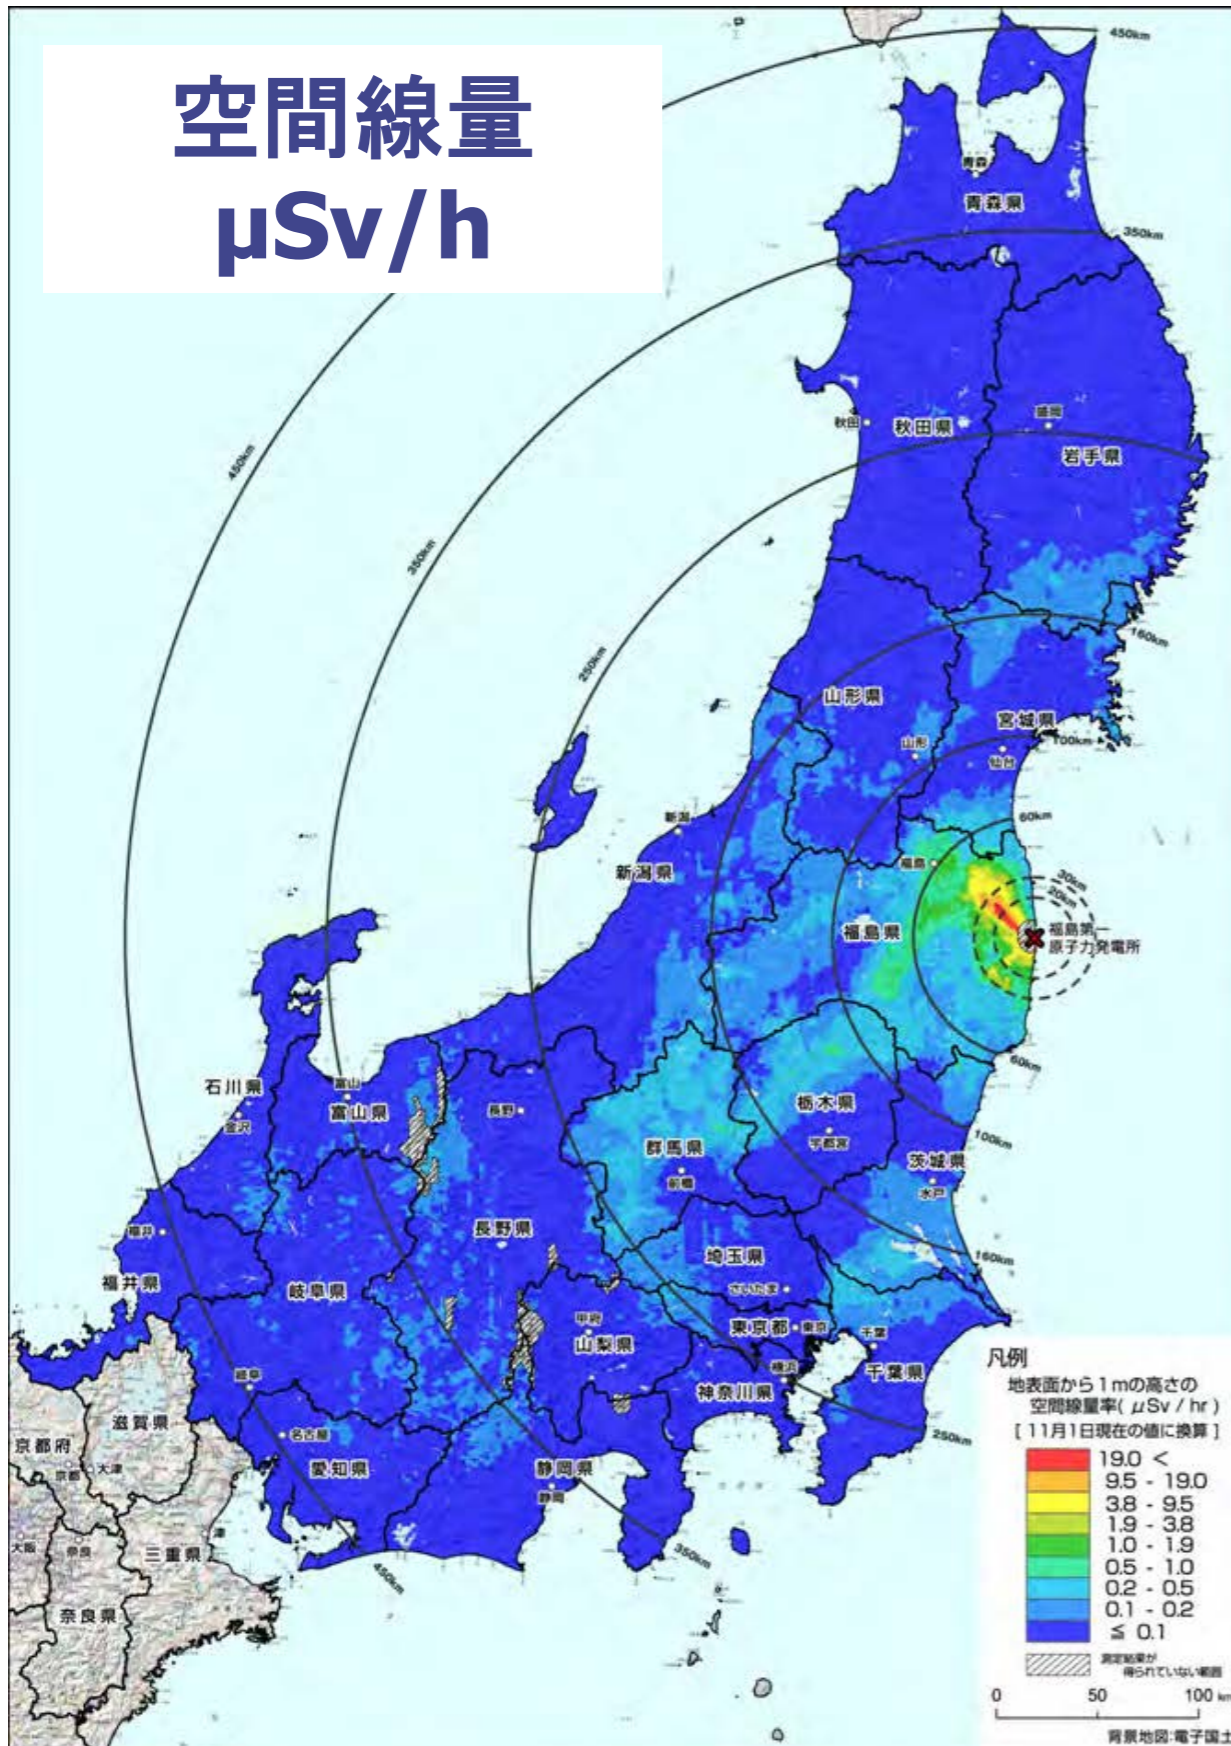 空間線量
μSv/h
450km
青森
青森県
350km
秋田
秋田県
盛岡
岩手県
450km
350km
250km
160km
山形県
宮城県
山形
仙台
100km
60km
新潟
新潟県
福島
30km
20km
福島県
福島第一
原子力発電所
60km
石川県
金沢
富山
富山県
長野
栃木県
宇都宮
100km
群馬県
前橋
茨城県
水戸
福井
福井県
長野県
埼玉県
さいたま
160km
岐阜県
甲府
山梨県
東京都
東京
千葉
千葉県
岐阜
神奈川県
横浜
250km
滋賀県
京都府
京都
大津
名古屋
愛知県
静岡県
静岡
350km
大阪
奈良
津
三重県
450km
奈良県
凡例
地表面から1mの高さの
空間線量率(μSv/hr)
[11月1日現在の値に換算]
19.0 <
9.5 - 19.0
3.8 - 9.5
1.9 - 3.8
1.0 - 1.9
0.5 - 1.0
0.2 - 0.5
0.1 - 0.2
≦ 0.1
測定結果が
得られていない範囲
0 50 100 km
背景地図:電子国土